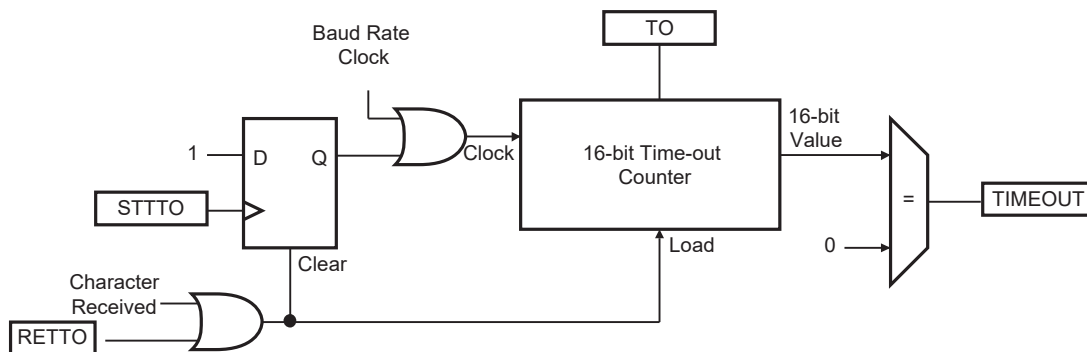 TO
Baud Rate
Clock
16-bit
Value
1
D
Q
Clock
16-bit Time-out
Counter
=
TIMEOUT
STTTO
0
Load
Clear
Character
Received
RETTO